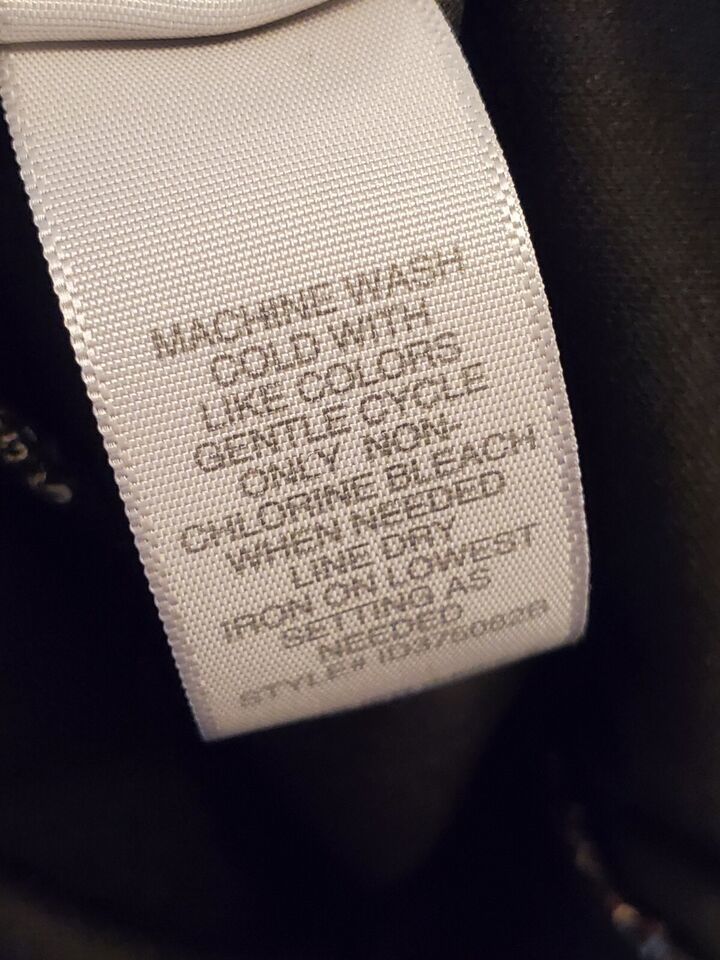 MACHINE WASH
COLD WITH
LIKE COLORS
GENTLE CYCLE
ONLY NON-
CHLORINE BLEACH
WHEN NEEDED
LINE DRY
IRON ON LOWEST
SETTING AS
NEEDED
STYLE#